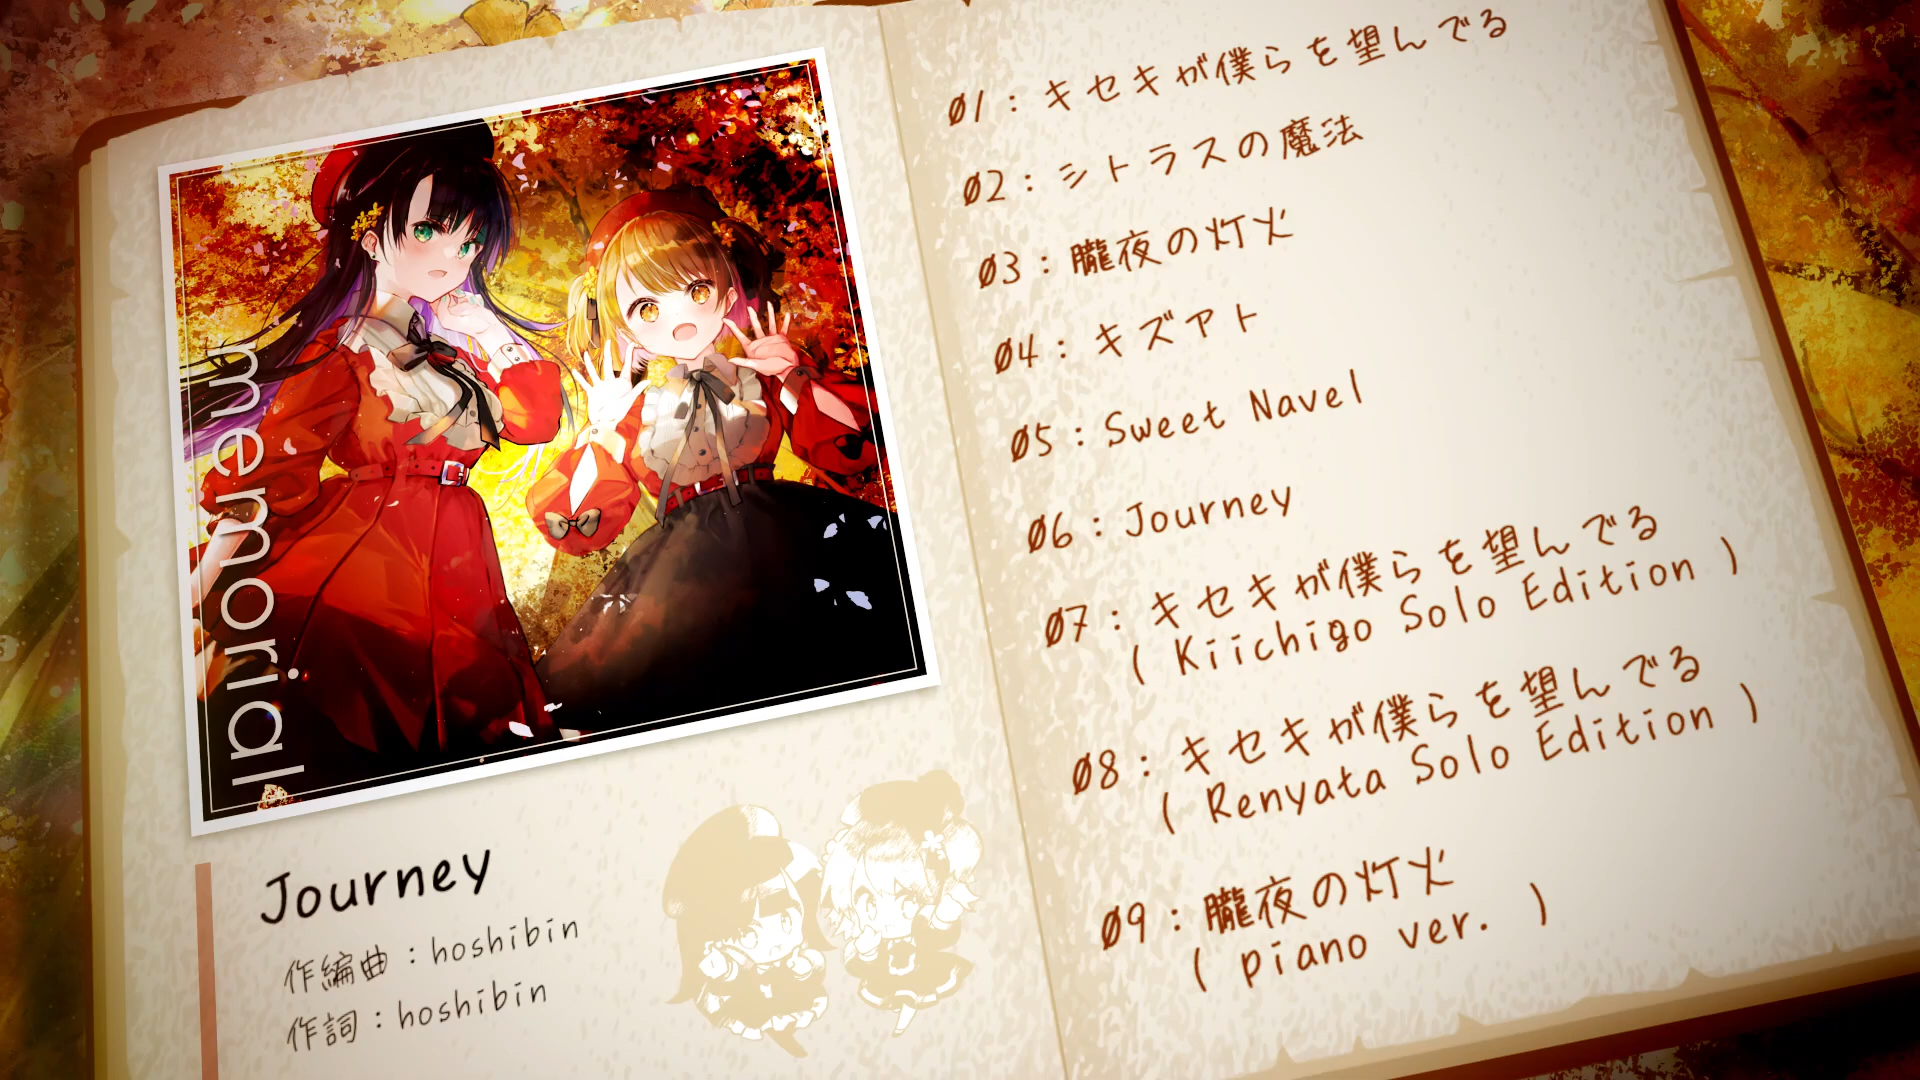 memorial
Journey
作編曲：hoshibin
作詞：hoshibin
01：キセキが僕らを望んでる
02：シトラスの魔法
03：朧夜の灯火
04：キズアト
05：Sweet Navel
06：Journey
07：キセキが僕らを望んでる
( Kiichigo Solo Edition )
08：キセキが僕らを望んでる
( Renyata Solo Edition )
09：朧夜の灯火
( piano ver. )